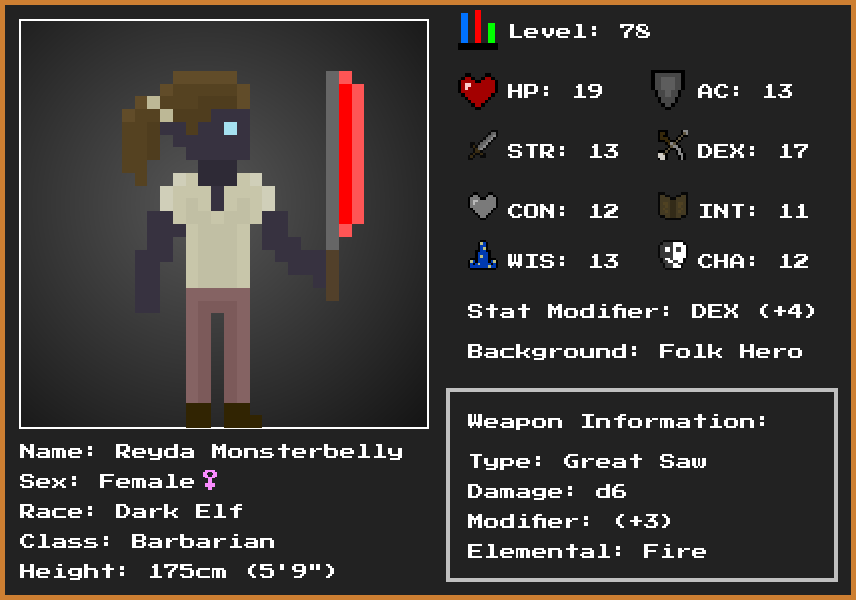 Level: 78
HP: 19 AC: 13
STR: 13 DEX: 17
CON: 12 INT: 11
WIS: 13 CHA: 12
Stat Modifier: DEX (+4)
Background: Folk Hero
Weapon Information:
Type: Great Saw
Damage: d6
Modifier: (+3)
Elemental: Fire
Name: Reyda Monsterbelly
Sex: Female♀
Race: Dark Elf
Class: Barbarian
Height: 175cm (5'9")